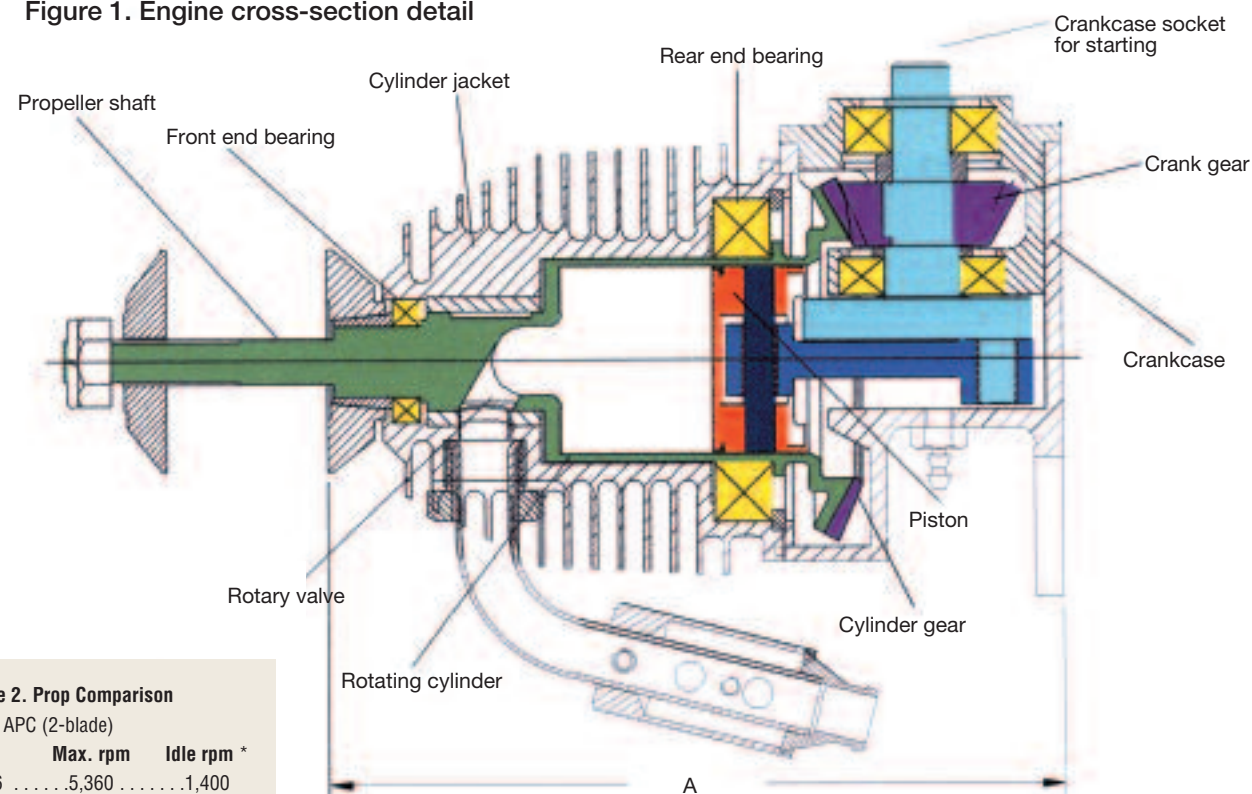 Figure 1. Engine cross-section detail
Crankcase socket
for starting
Rear end bearing
Cylinder jacket
Propeller shaft
Front end bearing
Crank gear
Crankcase
Piston
Rotary valve
Cylinder gear
Rotating cylinder
2. Prop Comparison
APC (2-blade)
Max. rpm Idle rpm *
......5,360.......1,400
A